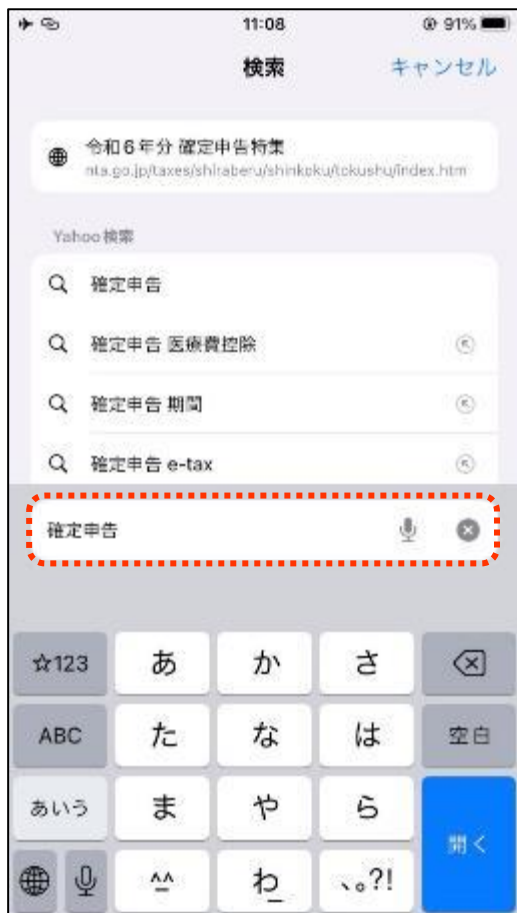 11:08
91%
検索
キャンセル
令和6年分 確定申告特集
nta.go.jp/taxes/shiraberu/shinkoku/tokushu/index.htm
Yahoo検索
確定申告
確定申告 医療費控除
確定申告 期間
確定申告 e-tax
確定申告
☆123
あ
か
さ
ABC
た
な
は
空白
あいう
ま
や
ら
開く
^^
わ
、。?!